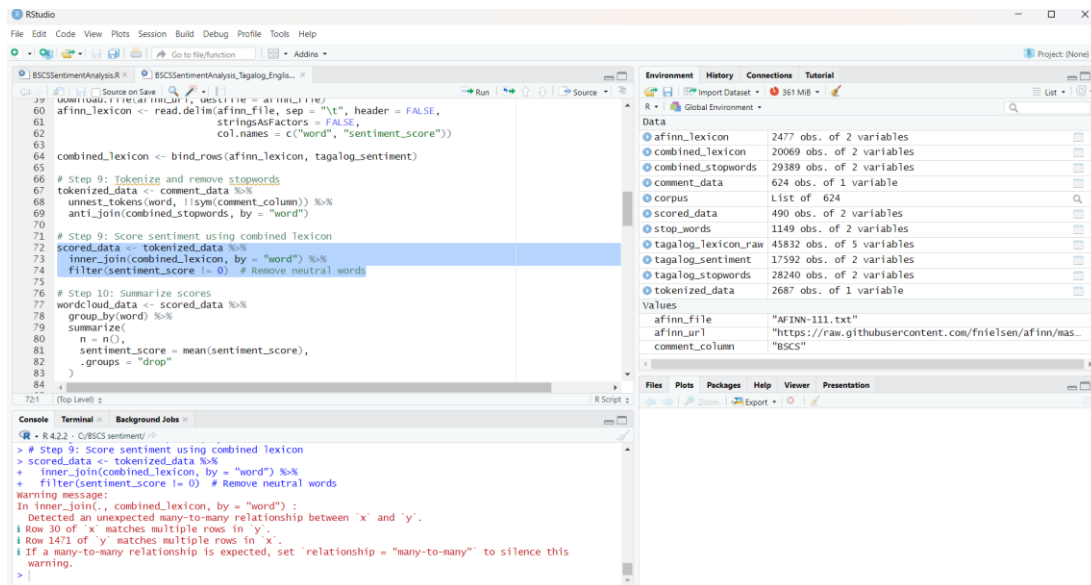 RStudio
File Edit Code View Plots Session Build Debug Profile Tools Help
Go to file/function
Addins
Project: (None)
BSCSSentimentAnalysis.R
BSCSSentimentAnalysis_Tagalog_Englis...
Source on Save
Run
Source
59 download.file(afinn_url, destfile = afinn_file)
60 afinn_lexicon <- read.delim(afinn_file, sep = "\t", header = FALSE,
61 stringsAsFactors = FALSE,
62 col.names = c("word", "sentiment_score"))
63
64 combined_lexicon <- bind_rows(afinn_lexicon, tagalog_sentiment)
65
66 # Step 9: Tokenize and remove stopwords
67 tokenized_data <- comment_data %>%
68 unnest_tokens(word, !!sym(comment_column)) %>%
69 anti_join(combined_stopwords, by = "word")
70
71 # Step 9: Score sentiment using combined lexicon
72 scored_data <- tokenized_data %>%
73 inner_join(combined_lexicon, by = "word") %>%
74 filter(sentiment_score != 0) # Remove neutral words
75
76 # Step 10: Summarize scores
77 wordcloud_data <- scored_data %>%
78 group_by(word) %>%
79 summarize(
80 n = n(),
81 sentiment_score = mean(sentiment_score),
82 .groups = "drop"
83 )
84
72:1 (Top Level)
R Script
Console Terminal Background Jobs
R 4.2.2 · C:/BSCS sentiment/
> # Step 9: Score sentiment using combined lexicon
> scored_data <- tokenized_data %>%
+ inner_join(combined_lexicon, by = "word") %>%
+ filter(sentiment_score != 0) # Remove neutral words
Warning message:
In inner_join(., combined_lexicon, by = "word") :
Detected an unexpected many-to-many relationship between `x` and `y`.
i Row 30 of `x` matches multiple rows in `y`.
i Row 1471 of `y` matches multiple rows in `x`.
i If a many-to-many relationship is expected, set `relationship = "many-to-many"` to silence this
warning.
>
Environment History Connections Tutorial
Import Dataset
361 MiB
List
R
Global Environment
Data
afinn_lexicon 2477 obs. of 2 variables
combined_lexicon 20069 obs. of 2 variables
combined_stopwords 29389 obs. of 2 variables
comment_data 624 obs. of 1 variable
corpus List of 624
scored_data 490 obs. of 2 variables
stop_words 1149 obs. of 2 variables
tagalog_lexicon_raw 45832 obs. of 5 variables
tagalog_sentiment 17592 obs. of 2 variables
tagalog_stopwords 28240 obs. of 2 variables
tokenized_data 2687 obs. of 1 variable
Values
afinn_file "AFINN-111.txt"
afinn_url "https://raw.githubusercontent.com/fnielsen/afinn/mas…
comment_column "BSCS"
Files Plots Packages Help Viewer Presentation
Zoom
Export